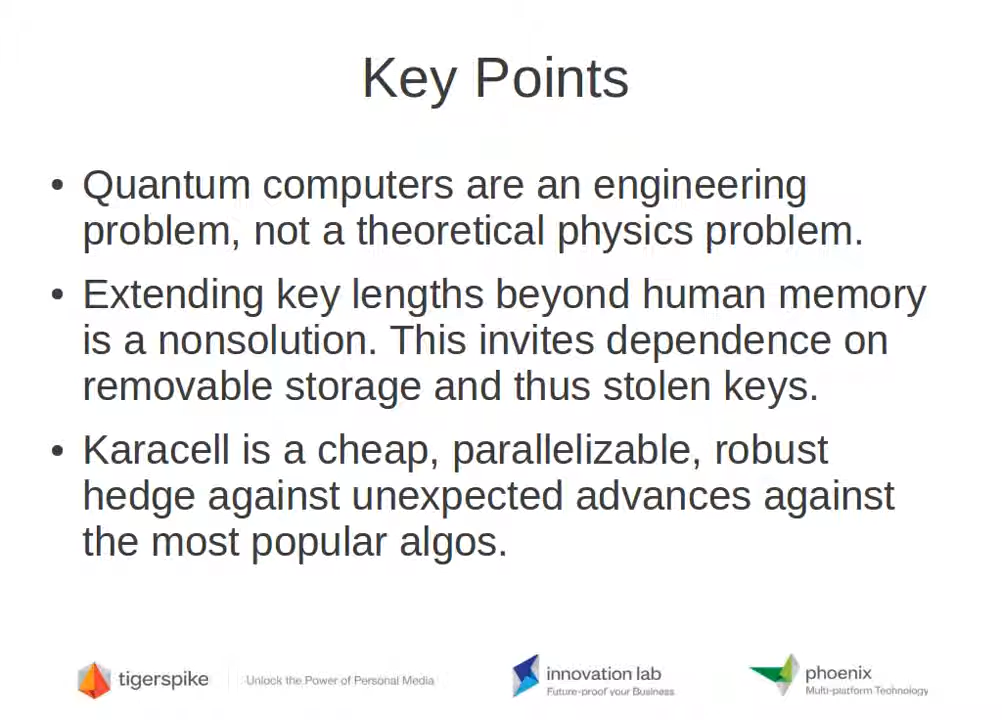 Key Points
• Quantum computers are an engineering
problem, not a theoretical physics problem.
• Extending key lengths beyond human memory
is a nonsolution. This invites dependence on
removable storage and thus stolen keys.
• Karacell is a cheap, parallelizable, robust
hedge against unexpected advances against
the most popular algos.
tigerspike Unlock the Power of Personal Media
innovation lab
Future-proof your Business
phoenix
Multi-platform Technology